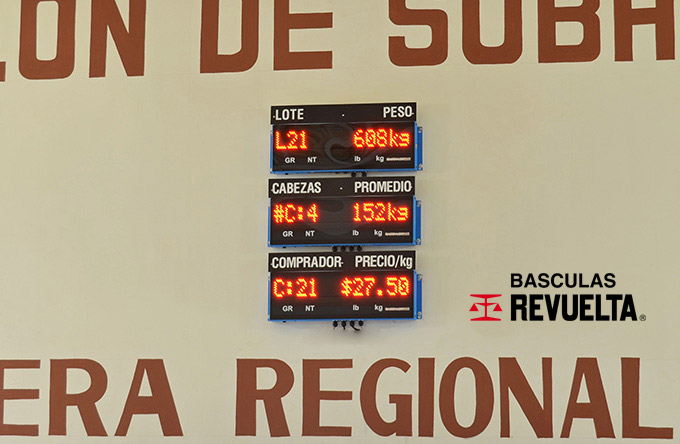 LÓN DE SUBA
LOTE · PESO
L21 608kg
GR NT lb kg
CABEZAS · PROMEDIO
#C:4 152kg
GR NT lb kg
COMPRADOR PRECIO/kg
C:21 $27.50
GR NT lb kg
BASCULAS
REVUELTA®
ERA REGIONAL